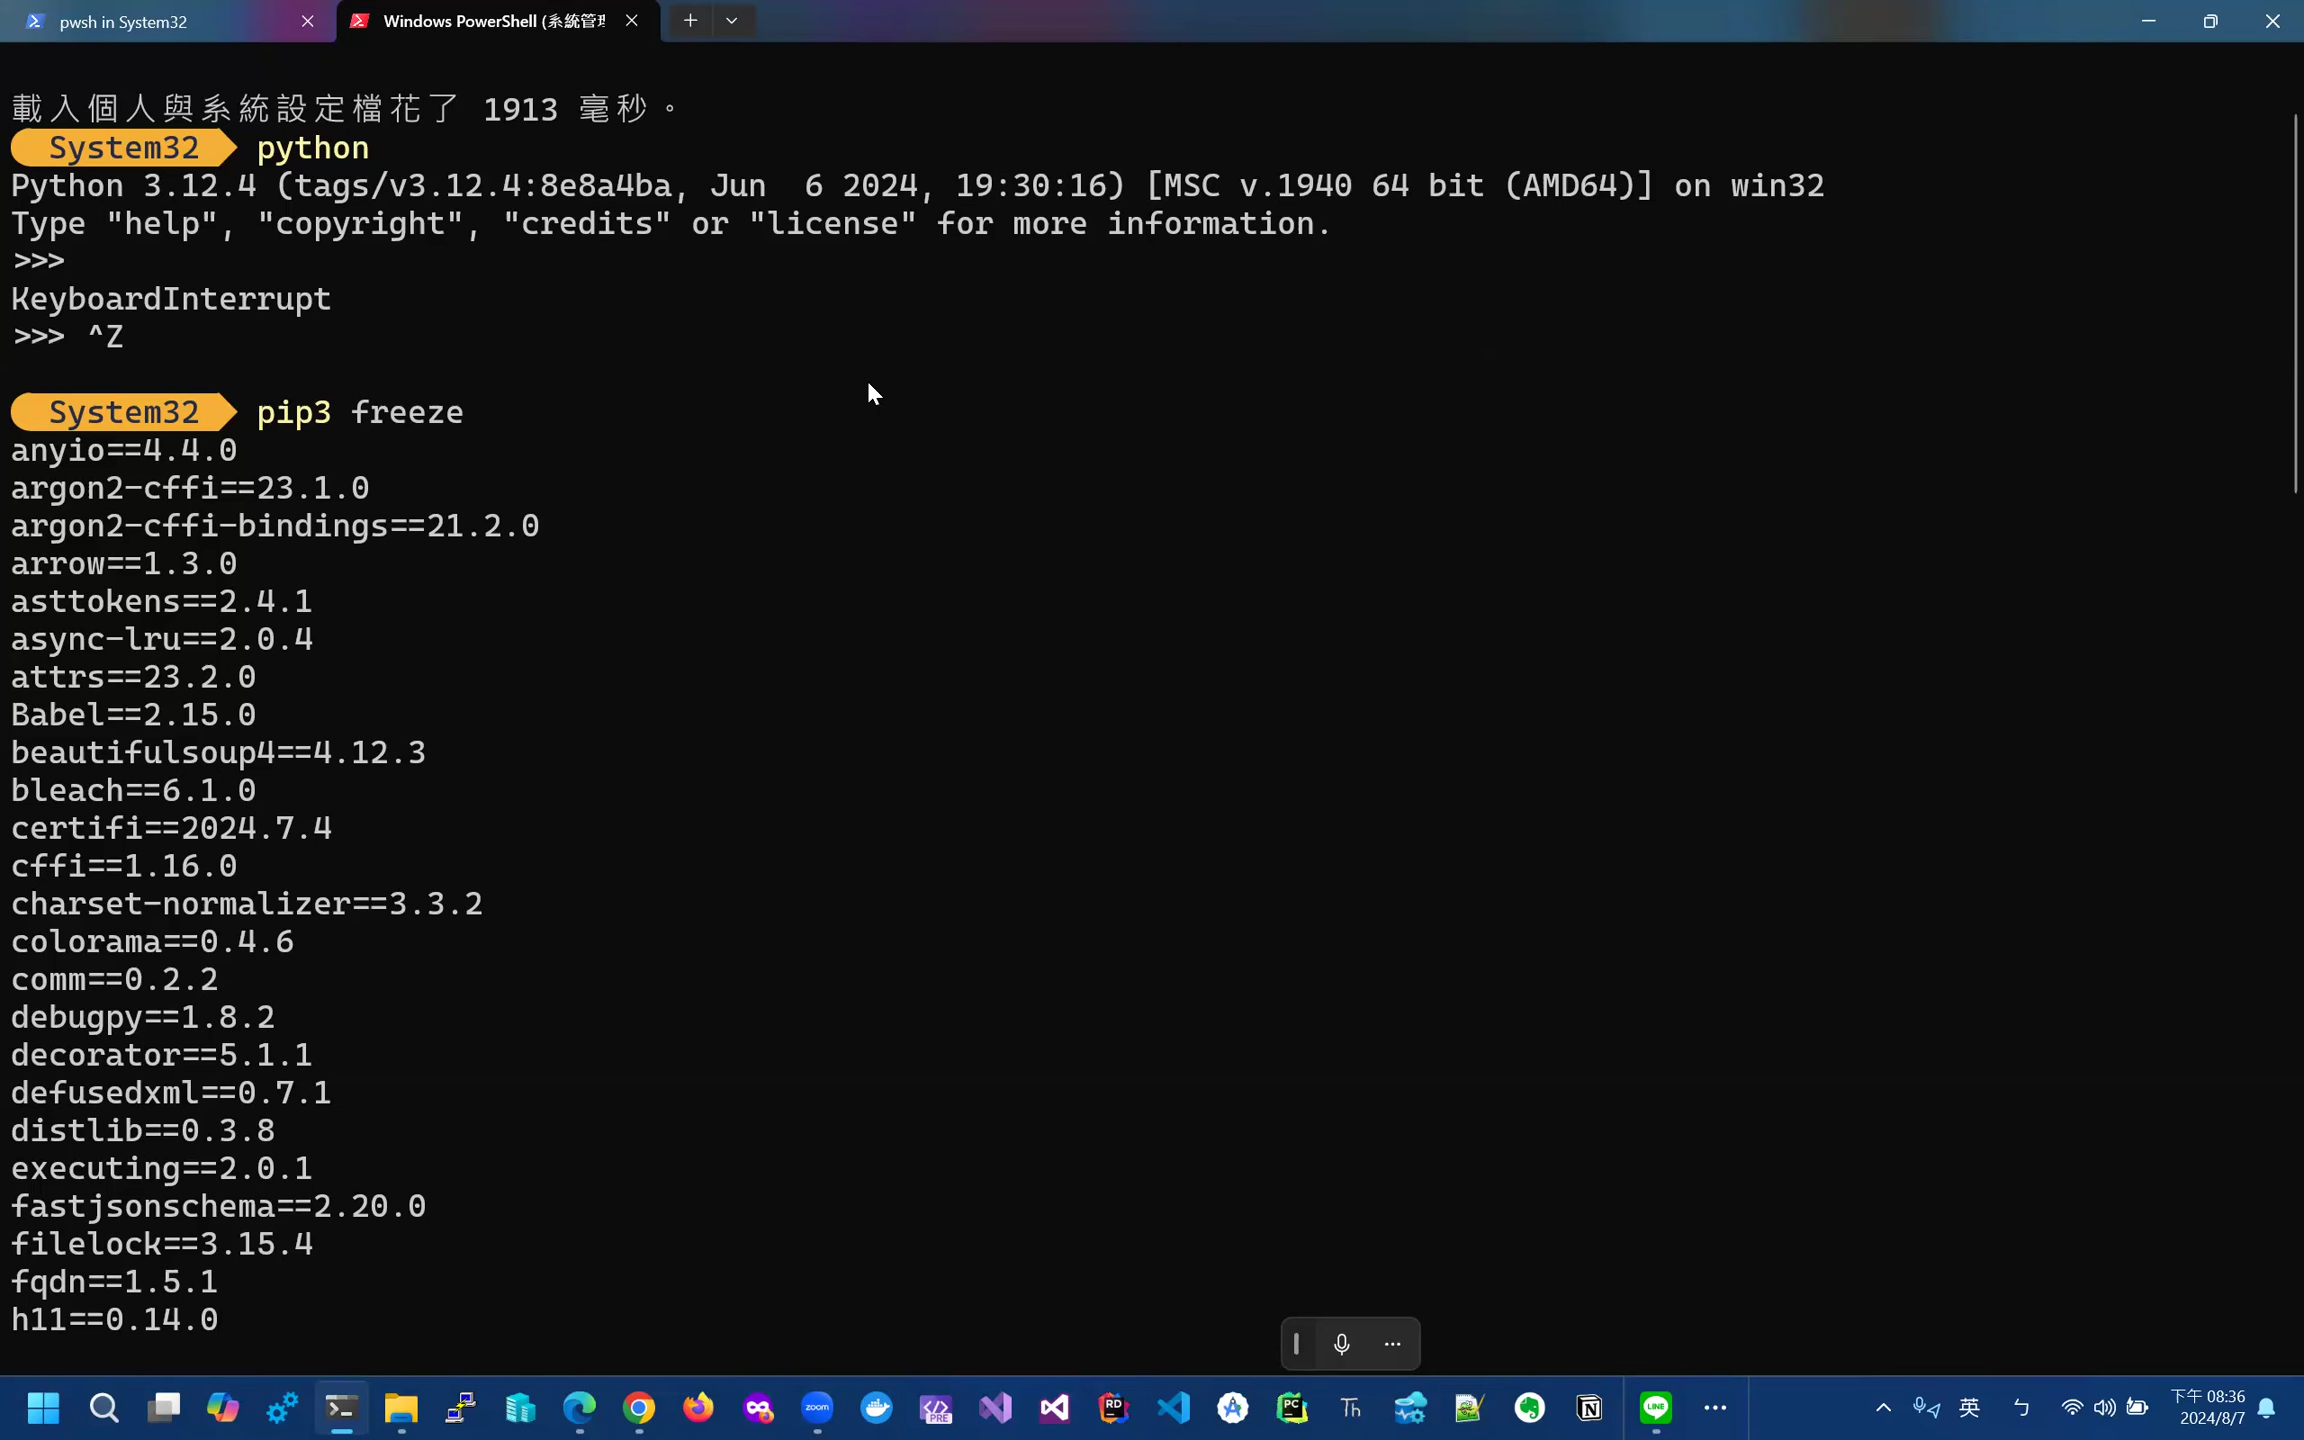 pwsh in System32
Windows PowerShell (系統管理
載入個人與系統設定檔花了 1913 毫秒。
System32 python
Python 3.12.4 (tags/v3.12.4:8e8a4ba, Jun  6 2024, 19:30:16) [MSC v.1940 64 bit (AMD64)] on win32
Type "help", "copyright", "credits" or "license" for more information.
>>>
KeyboardInterrupt
>>> ^Z
System32 pip3 freeze
anyio==4.4.0
argon2-cffi==23.1.0
argon2-cffi-bindings==21.2.0
arrow==1.3.0
asttokens==2.4.1
async-lru==2.0.4
attrs==23.2.0
Babel==2.15.0
beautifulsoup4==4.12.3
bleach==6.1.0
certifi==2024.7.4
cffi==1.16.0
charset-normalizer==3.3.2
colorama==0.4.6
comm==0.2.2
debugpy==1.8.2
decorator==5.1.1
defusedxml==0.7.1
distlib==0.3.8
executing==2.0.1
fastjsonschema==2.20.0
filelock==3.15.4
fqdn==1.5.1
h11==0.14.0
zoom
PRE
RD
PC
Th
LINE
英
ㄅ
下午 08:36
2024/8/7